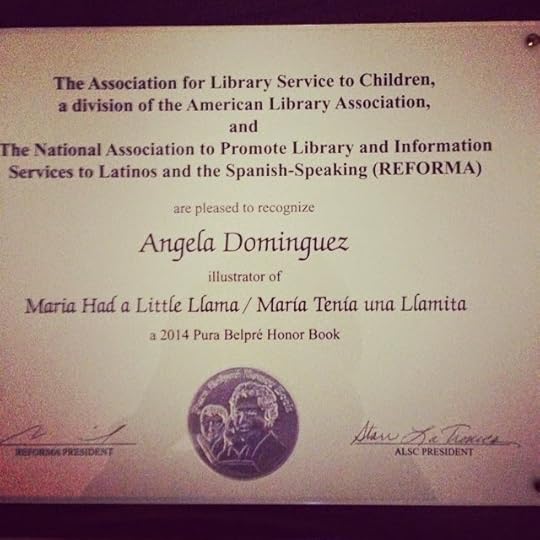 The Association for Library Service to Children,
a division of the American Library Association,
and
The National Association to Promote Library and Information
Services to Latinos and the Spanish-Speaking (REFORMA)
are pleased to recognize
Angela Dominguez
illustrator of
Maria Had a Little Llama / María Tenía una Llamita
a 2014 Pura Belpré Honor Book
REFORMA PRESIDENT
ALSC PRESIDENT